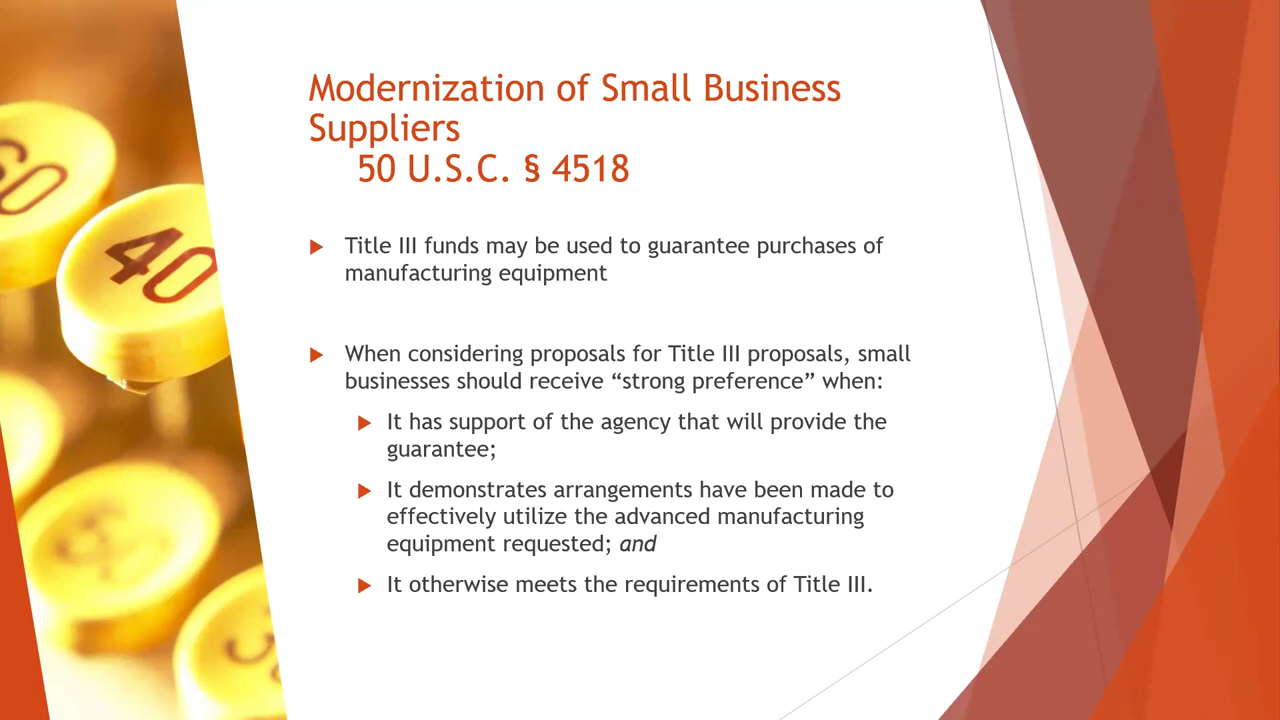 Modernization of Small Business
Suppliers
50 U.S.C. § 4518
Title III funds may be used to guarantee purchases of
manufacturing equipment
When considering proposals for Title III proposals, small
businesses should receive “strong preference” when:
It has support of the agency that will provide the
guarantee;
It demonstrates arrangements have been made to
effectively utilize the advanced manufacturing
equipment requested; and
It otherwise meets the requirements of Title III.
60
40